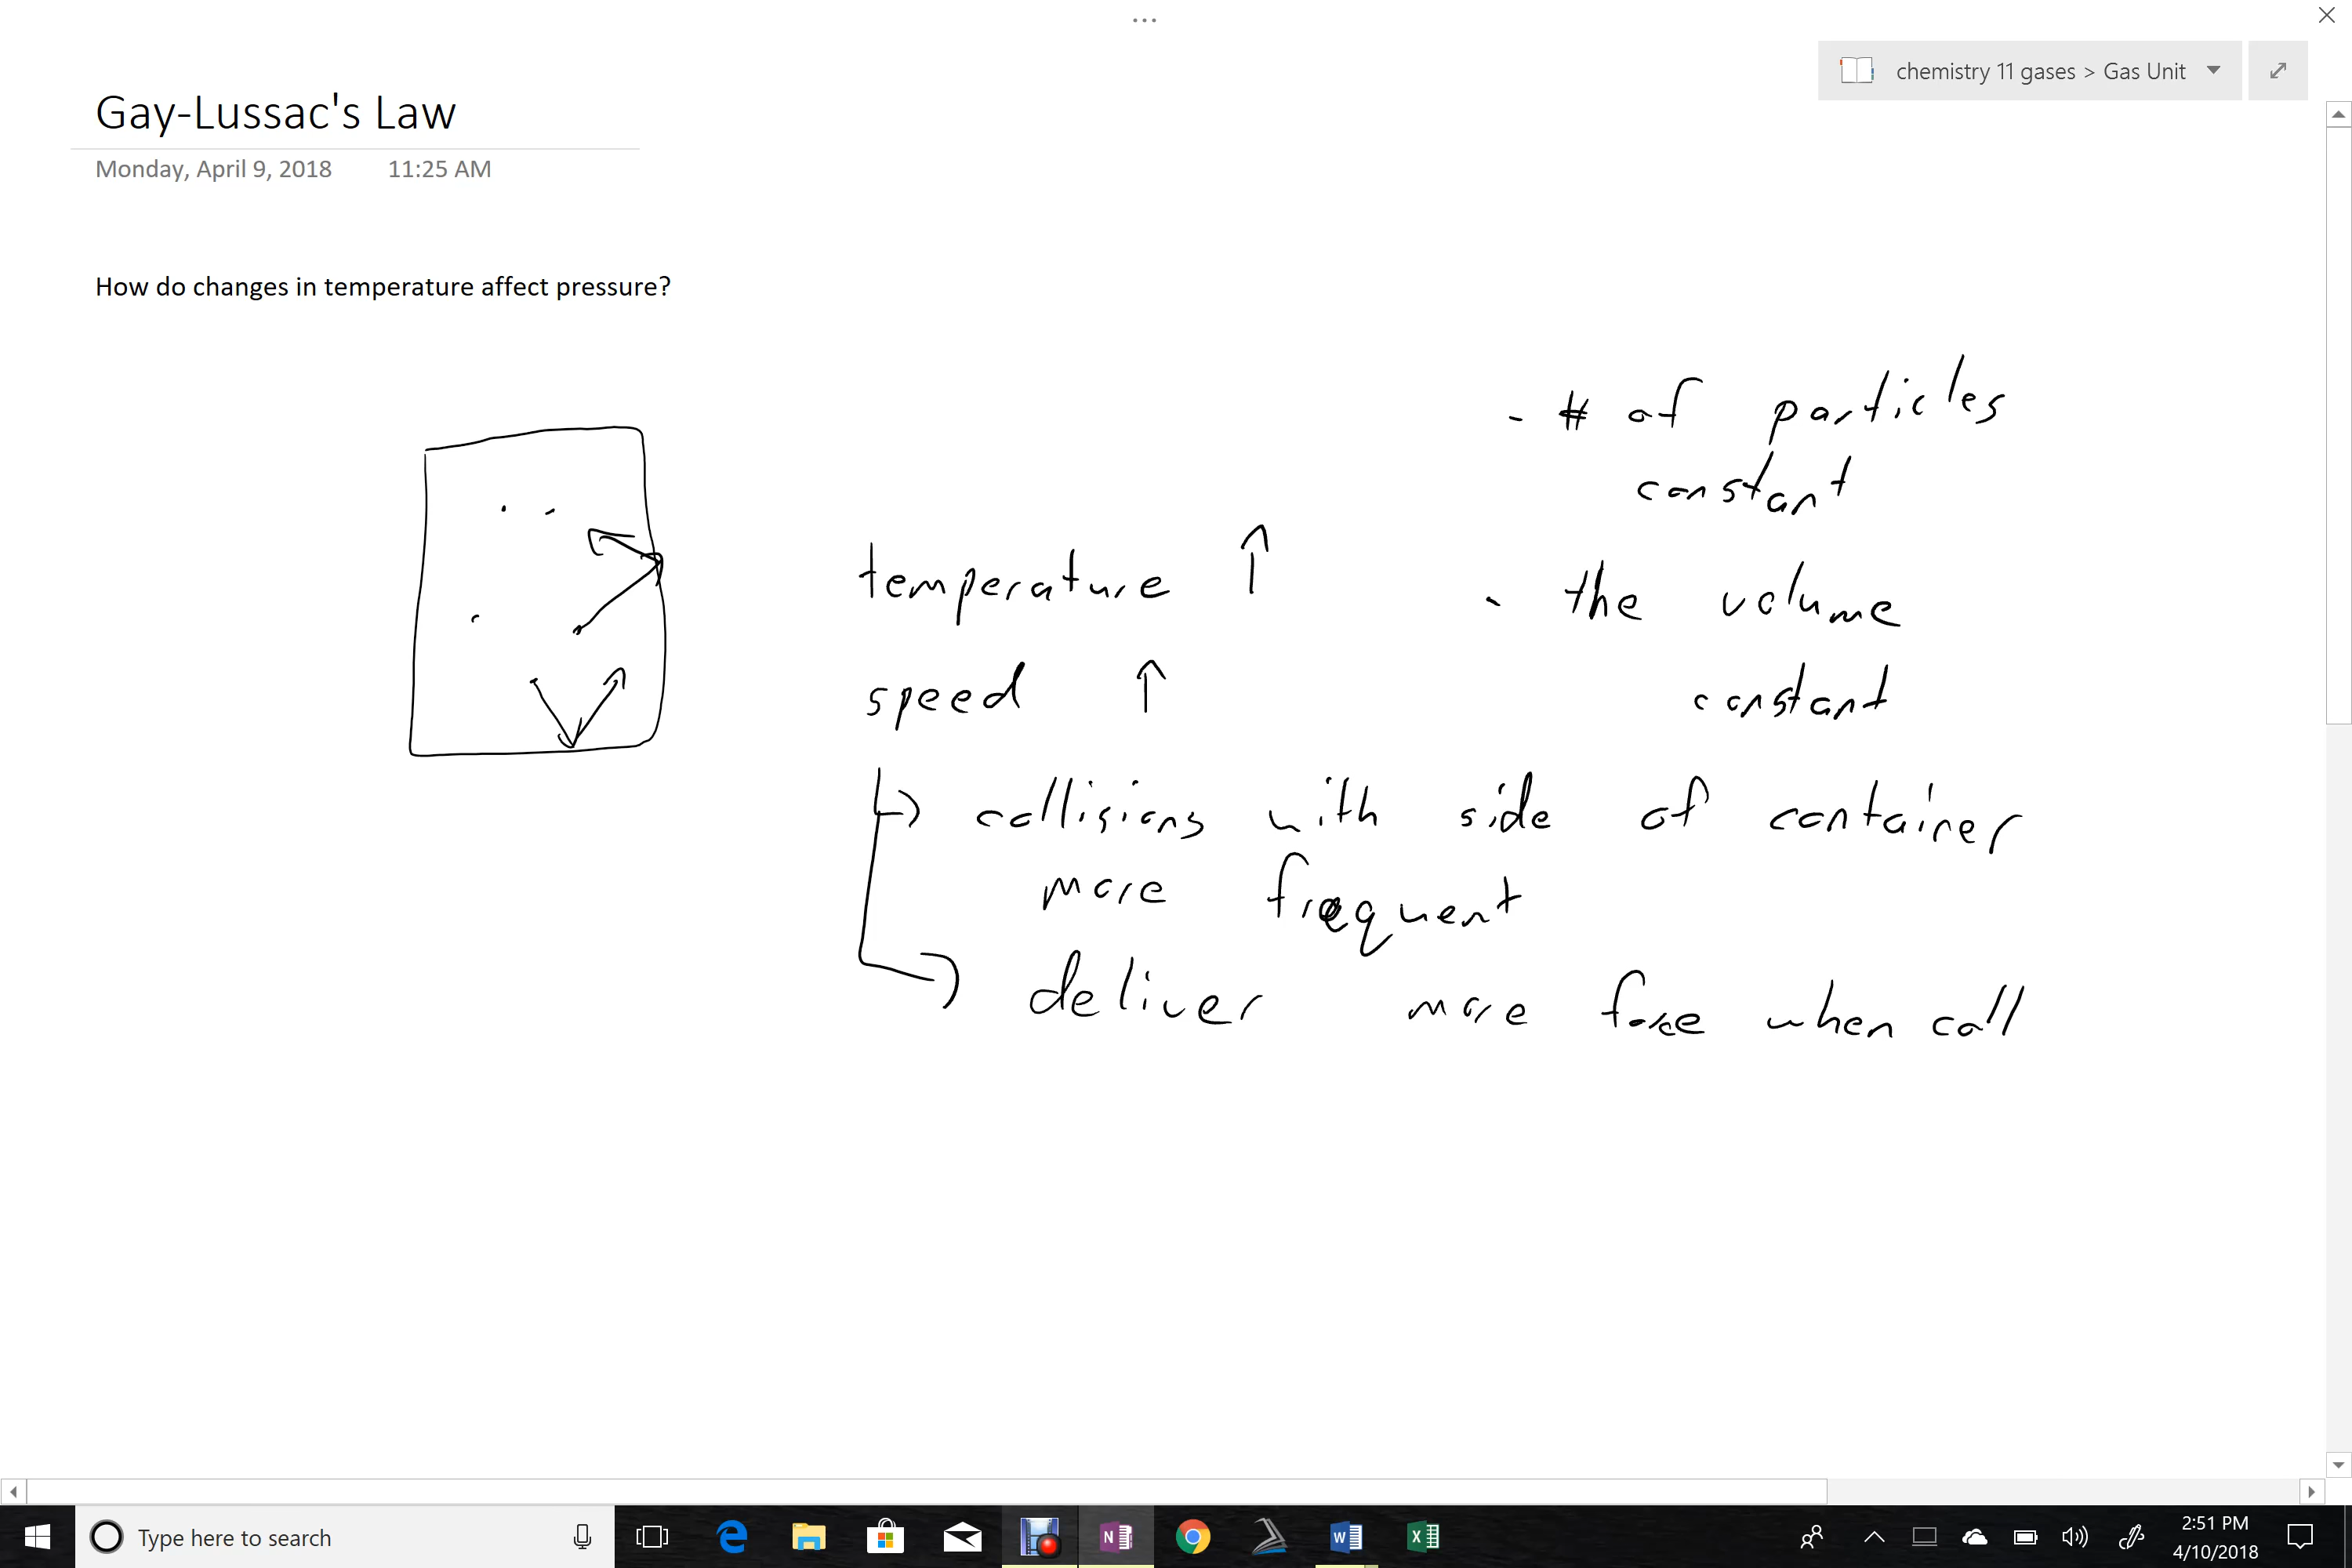 chemistry 11 gases > Gas Unit
Gay-Lussac's Law
Monday, April 9, 2018 11:25 AM
How do changes in temperature affect pressure?
- # of particles
constant
temperature ↑
- the volume
speed ↑
constant
↳ collisions with side of container
more frequent
↳ deliver more force when coll
Type here to search
2:51 PM
4/10/2018